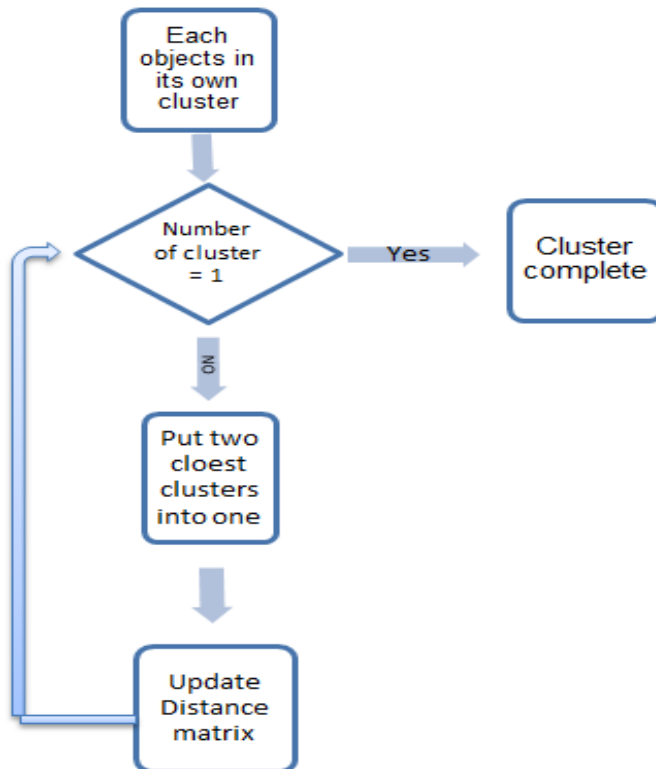 Each
objects in
its own
cluster
Number
of cluster
= 1
Yes
Cluster
complete
NO
Put two
cloest
clusters
into one
Update
Distance
matrix